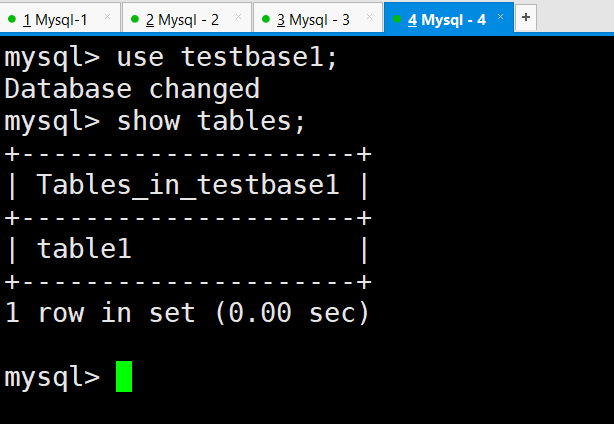 1 Mysql-1 × 2 Mysql - 2 × 3 Mysql - 3 × 4 Mysql - 4 × +
mysql> use testbase1;
Database changed
mysql> show tables;
+---------------------+
| Tables_in_testbase1 |
+---------------------+
| table1              |
+---------------------+
1 row in set (0.00 sec)
mysql>